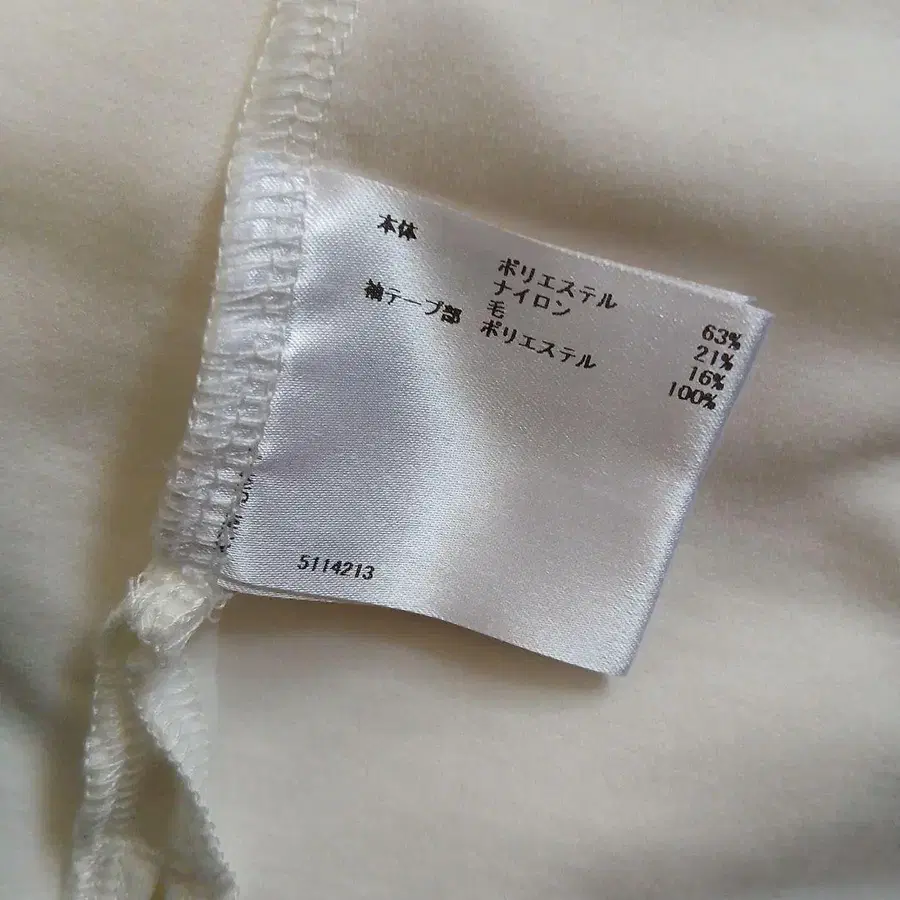 本体
ポリエステル 63%
ナイロン 21%
毛 16%
袖テープ部 ポリエステル 100%
5114213